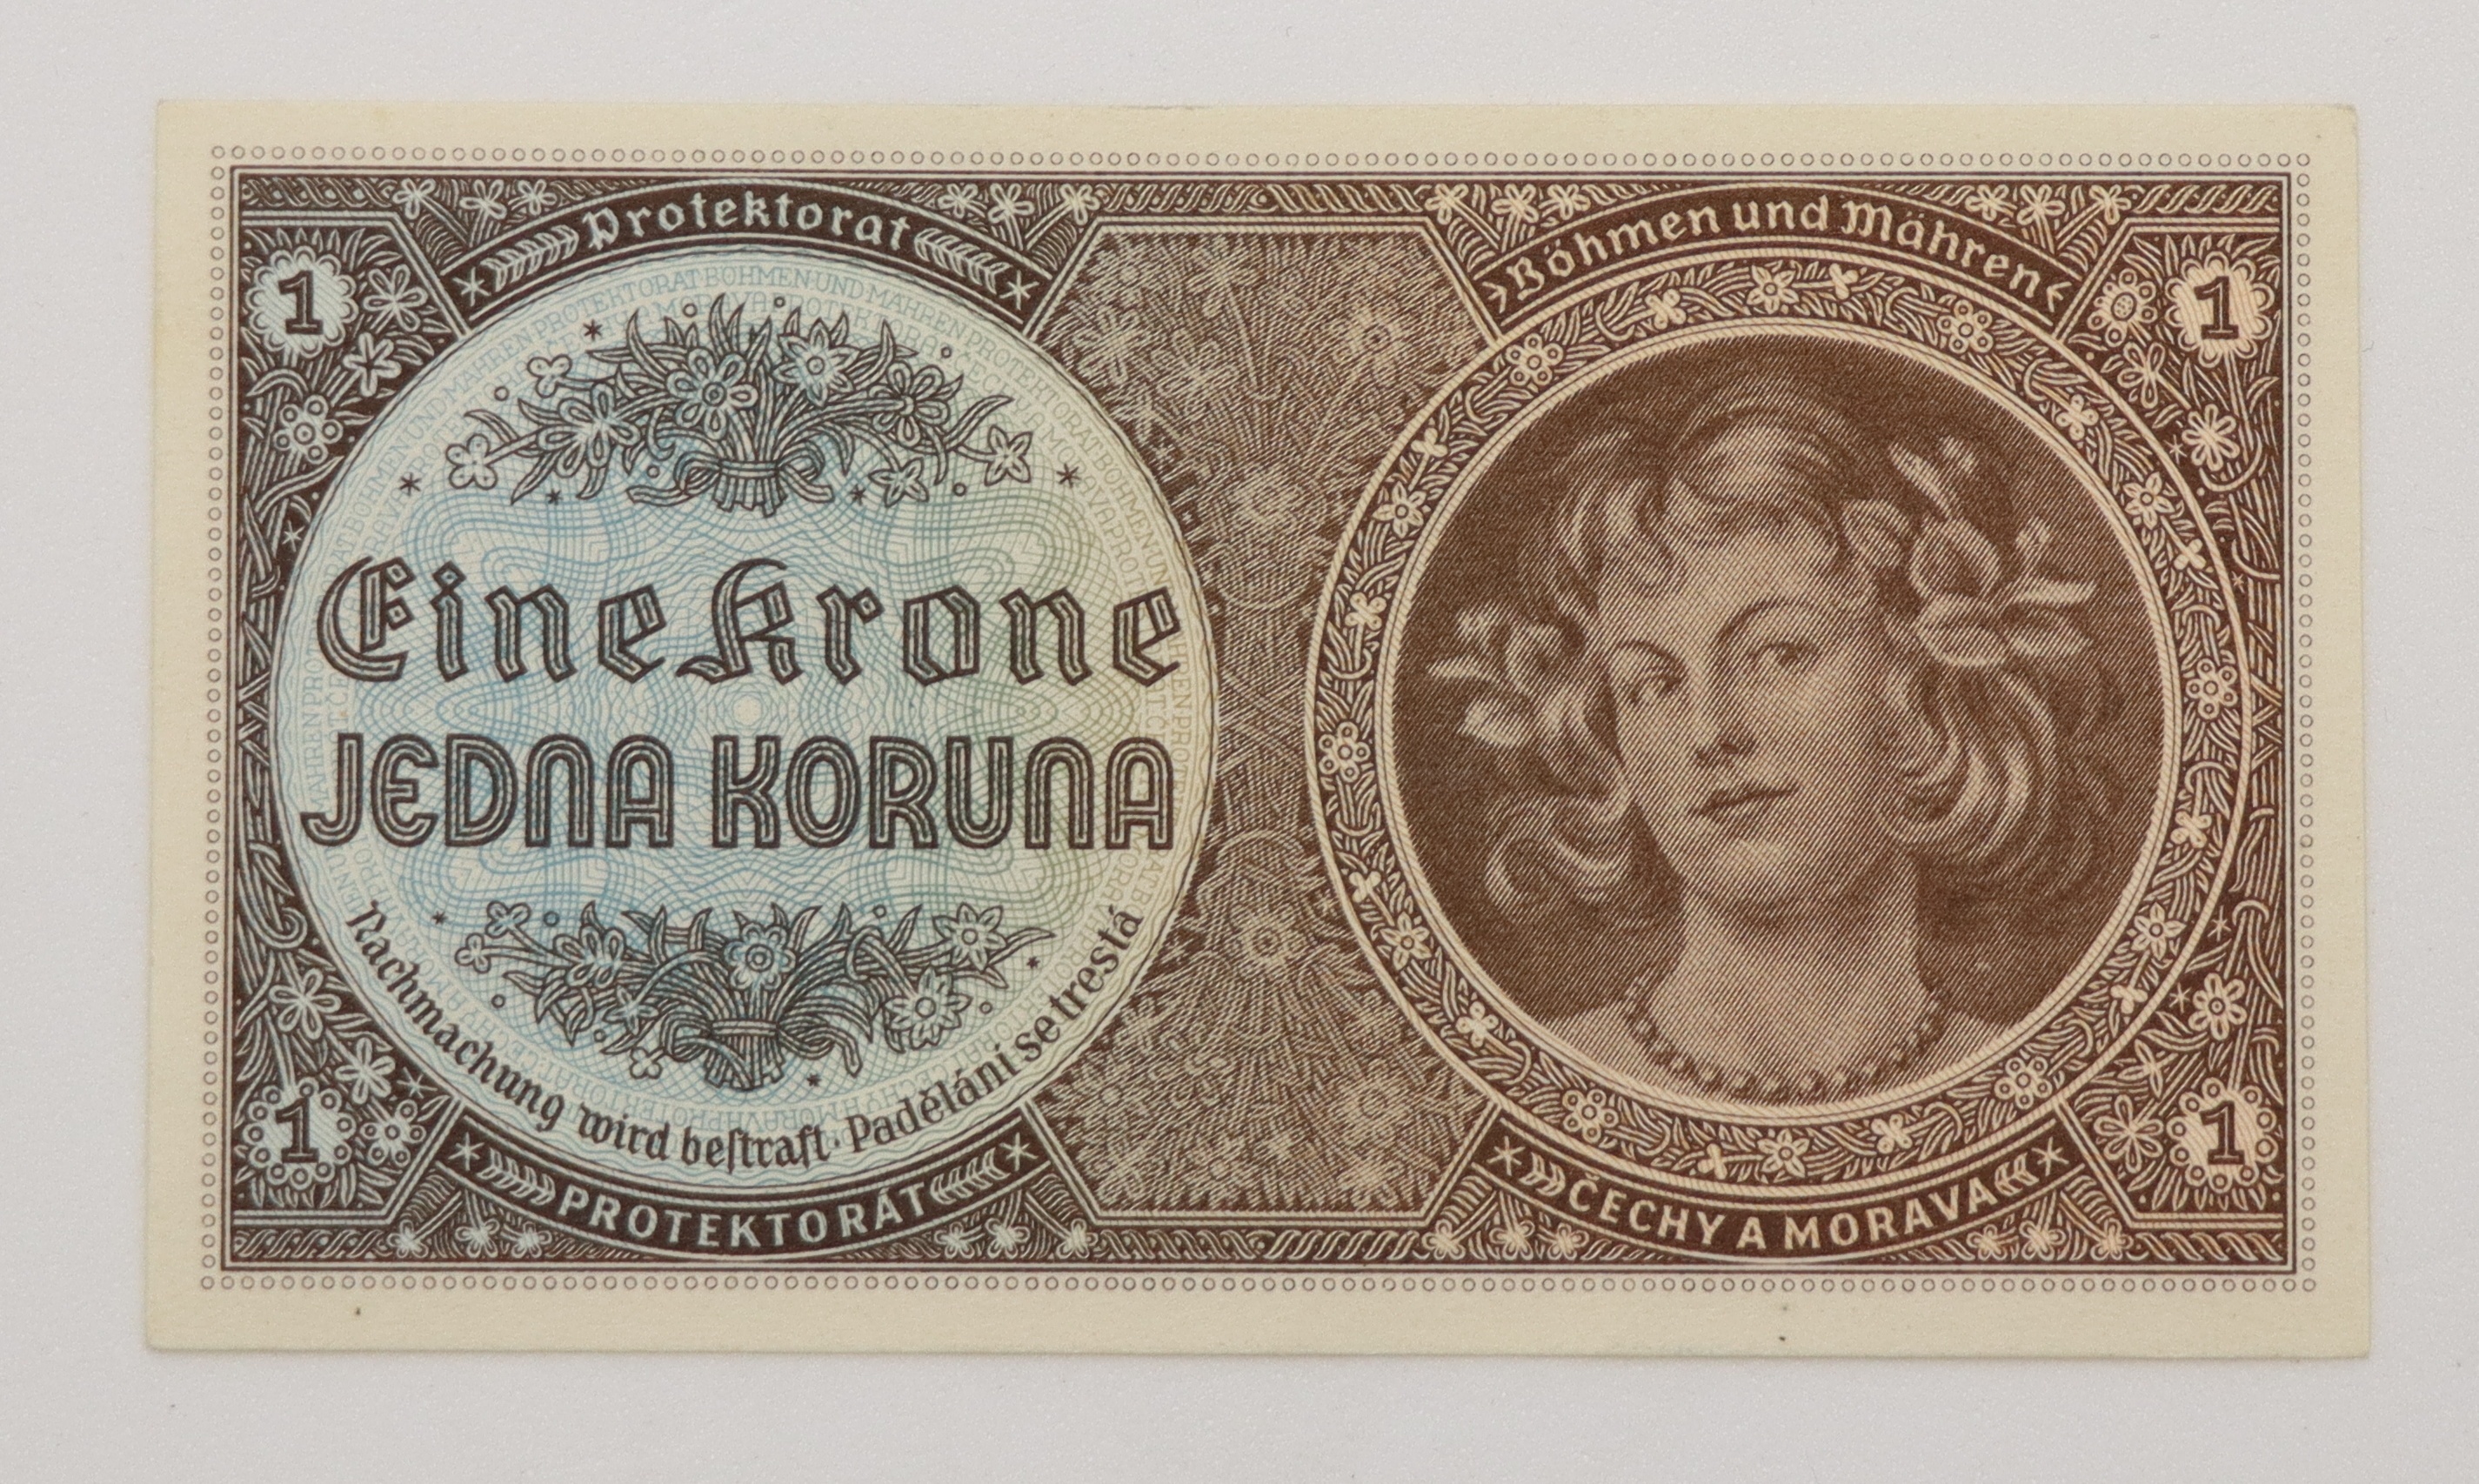 Protektorat
Böhmen und Mähren
1
1
Eine Krone
JEDNA KORUNA
Nachmachung wird beſtraft · Padělání se trestá
1
1
PROTEKTORÁT
ČECHY A MORAVA